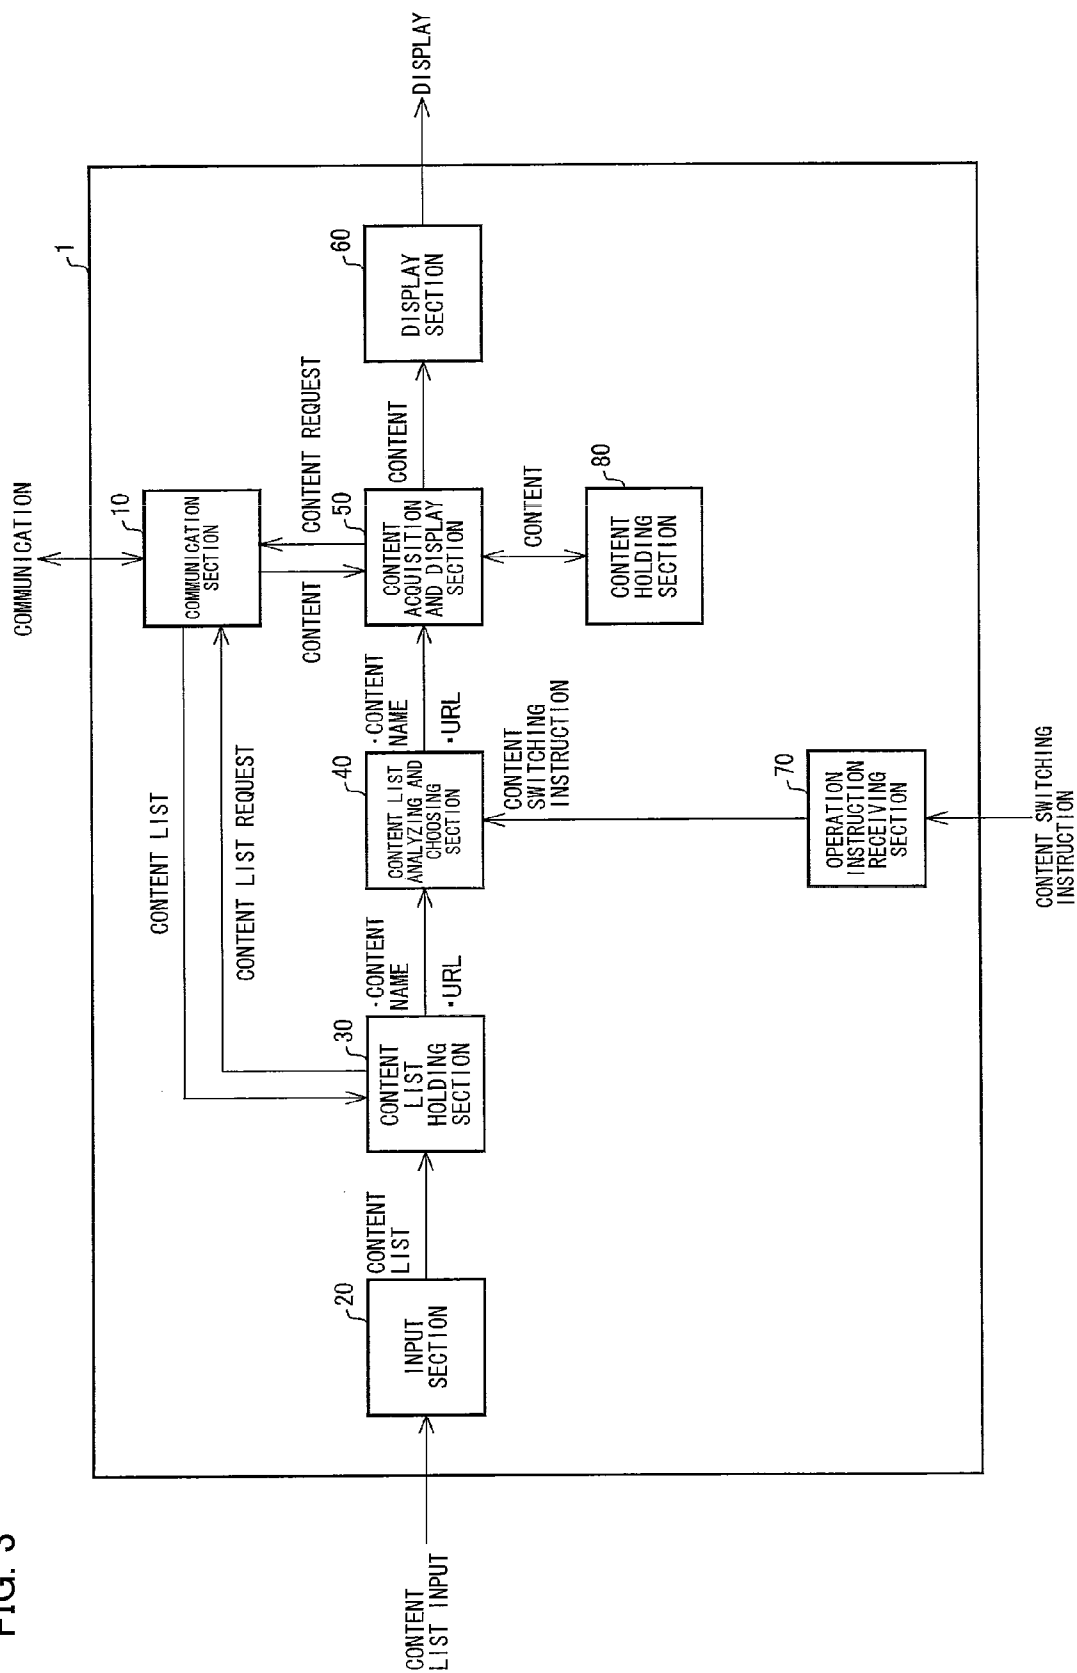 FIG. 3
1
COMMUNICATION
10
COMMUNICATION
SECTION
CONTENT LIST
CONTENT LIST REQUEST
CONTENT
CONTENT REQUEST
CONTENT
LIST INPUT
20
INPUT
SECTION
CONTENT
LIST
30
CONTENT
LIST
HOLDING
SECTION
·CONTENT
NAME
·URL
40
CONTENT LIST
ANALYZING AND
CHOOSING
SECTION
·CONTENT
NAME
·URL
50
CONTENT
ACQUISITION
AND DISPLAY
SECTION
CONTENT
60
DISPLAY
SECTION
DISPLAY
CONTENT
SWITCHING
INSTRUCTION
CONTENT
80
CONTENT
HOLDING
SECTION
70
OPERATION
INSTRUCTION
RECEIVING
SECTION
CONTENT SWITCHING
INSTRUCTION